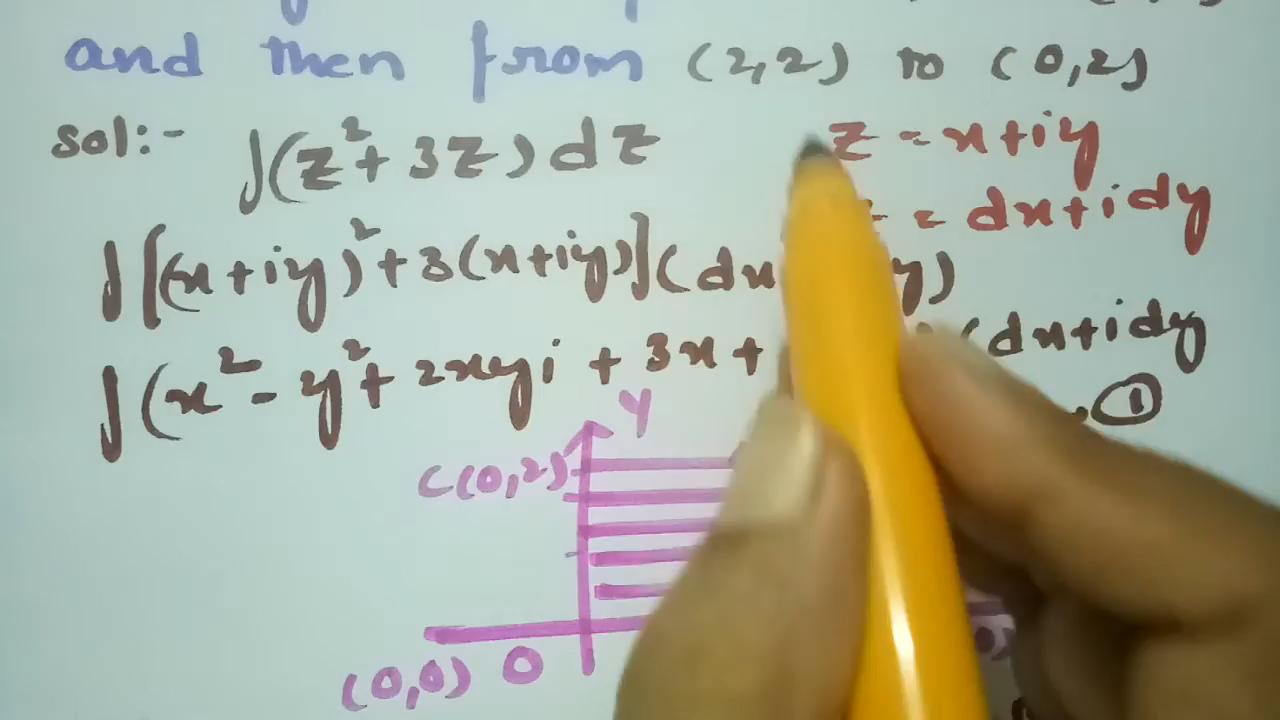 and then from (2,2) to (0,2)
sol:- ∫(z²+3z)dz z = x+iy
= dx+idy
∫[(x+iy)²+3(x+iy)](dx y)
∫(x²-y²+2xyi+3x+ (dx+idy
①
Y
C(0,2)
(0,0) O